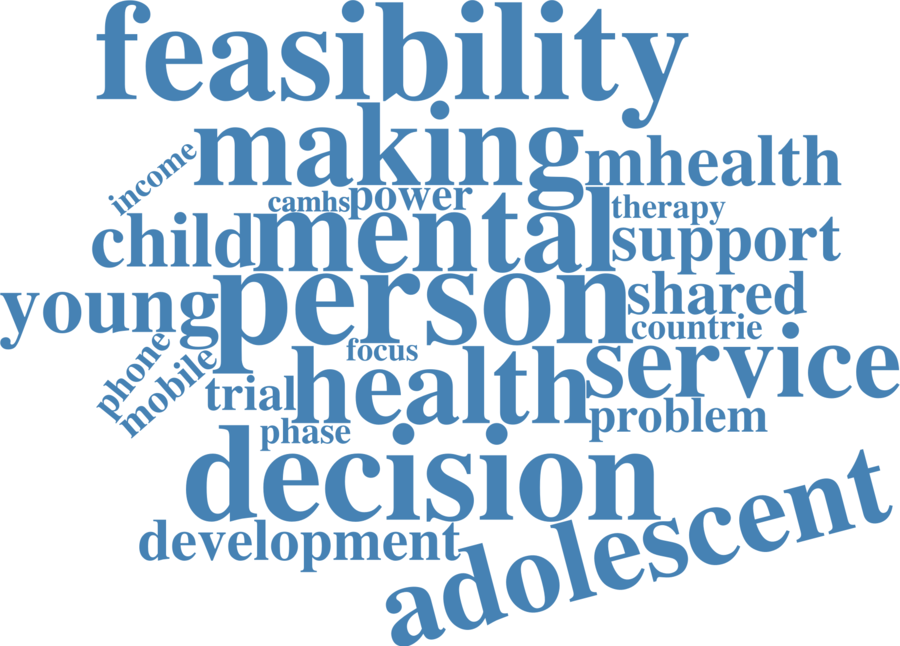 feasibility
making
mhealth
income
camhs
power
therapy
child
mental
support
young
person
shared
countrie
phone
mobile
focus
service
trial
health
problem
phase
decision
development
adolescent